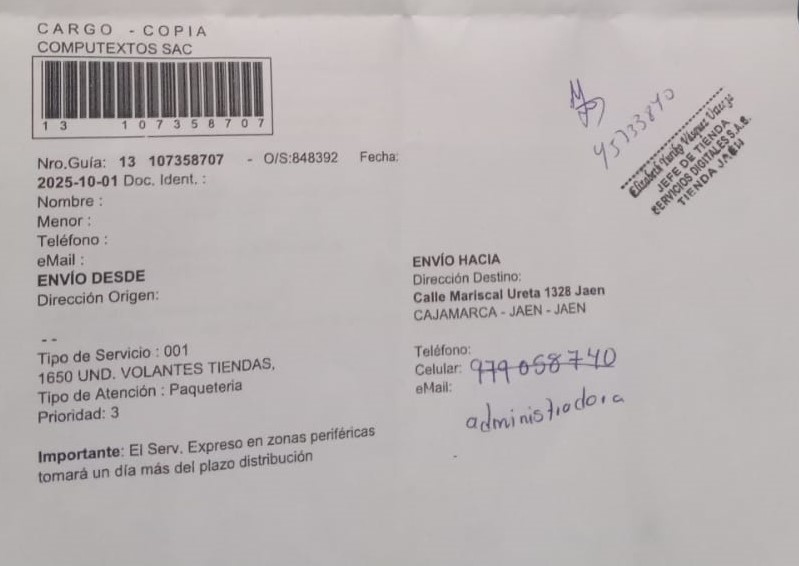 CARGO - COPIA
COMPUTEXTOS SAC
13 107358707
Nro.Guía: 13 107358707 - O/S:848392 Fecha:
2025-10-01 Doc. Ident. :
Nombre :
Menor :
Teléfono :
eMail :
ENVÍO DESDE
Dirección Origen:
--
Tipo de Servicio : 001
1650 UND. VOLANTES TIENDAS,
Tipo de Atención : Paqueteria
Prioridad: 3
Importante: El Serv. Expreso en zonas periféricas
tomará un día más del plazo distribución
45733840
Elizabeth
JEFE DE TIENDA
SERVICIOS DIGITALES S.A.C.
TIENDA JAÉN
ENVÍO HACIA
Dirección Destino:
Calle Mariscal Ureta 1328 Jaen
CAJAMARCA - JAEN - JAEN
Teléfono:
Celular: 979058740
eMail:
administradora